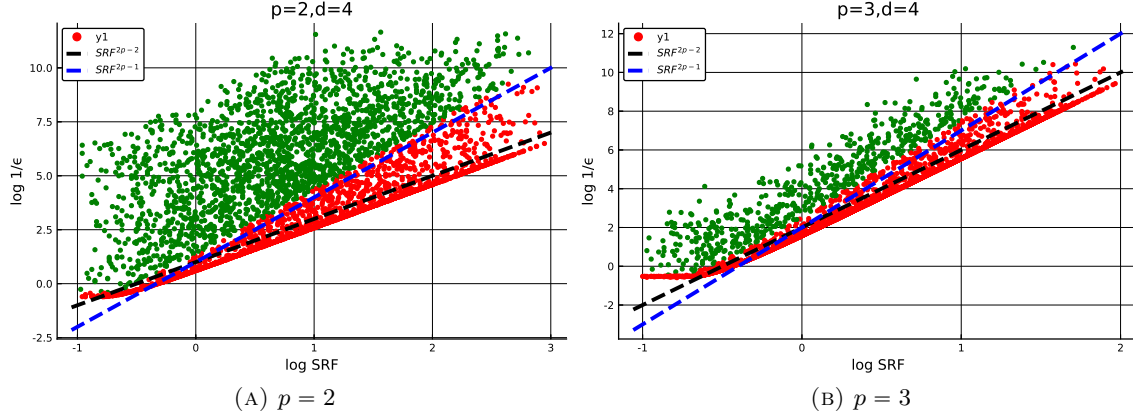 p=2,d=4
y1
SRF^{2p−2}
SRF^{2p−1}
log 1/ϵ
10.0
7.5
5.0
2.5
0.0
-2.5
-1
0
1
2
3
log SRF
(A) p = 2
p=3,d=4
y1
SRF^{2p−2}
SRF^{2p−1}
log 1/ϵ
12
10
8
6
4
2
0
-2
-1
0
1
2
log SRF
(B) p = 3